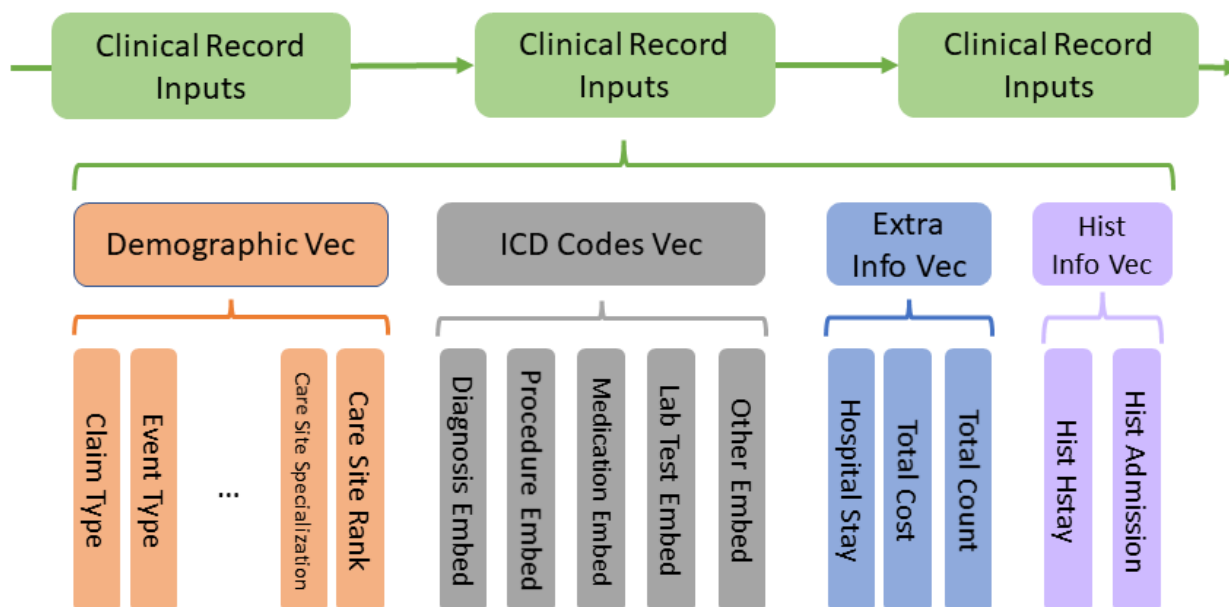 Clinical Record
Inputs
Clinical Record
Inputs
Clinical Record
Inputs
Demographic Vec
ICD Codes Vec
Extra
Info Vec
Hist
Info Vec
Claim Type
Event Type
...
Care Site Specialization
Care Site Rank
Diagnosis Embed
Procedure Embed
Medication Embed
Lab Test Embed
Other Embed
Hospital Stay
Total Cost
Total Count
Hist Hstay
Hist Admission